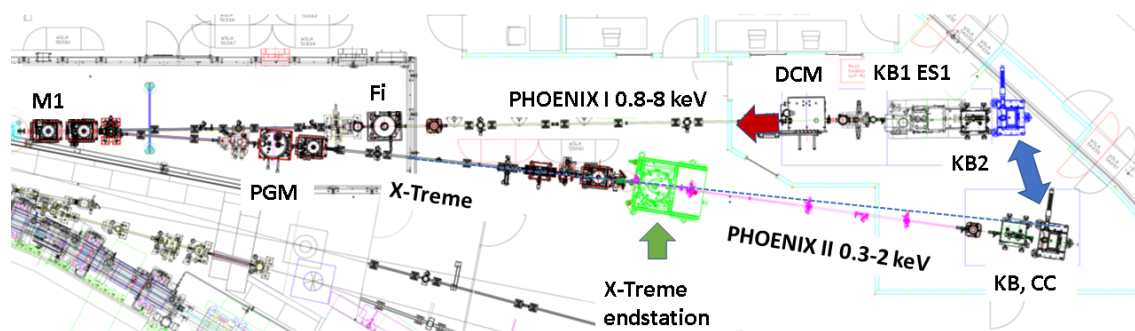 DCM
KB1 ES1
M1
Fi
PHOENIX I 0.8-8 keV
KB2
PGM
X-Treme
PHOENIX II 0.3-2 keV
KB, CC
X-Treme
endstation